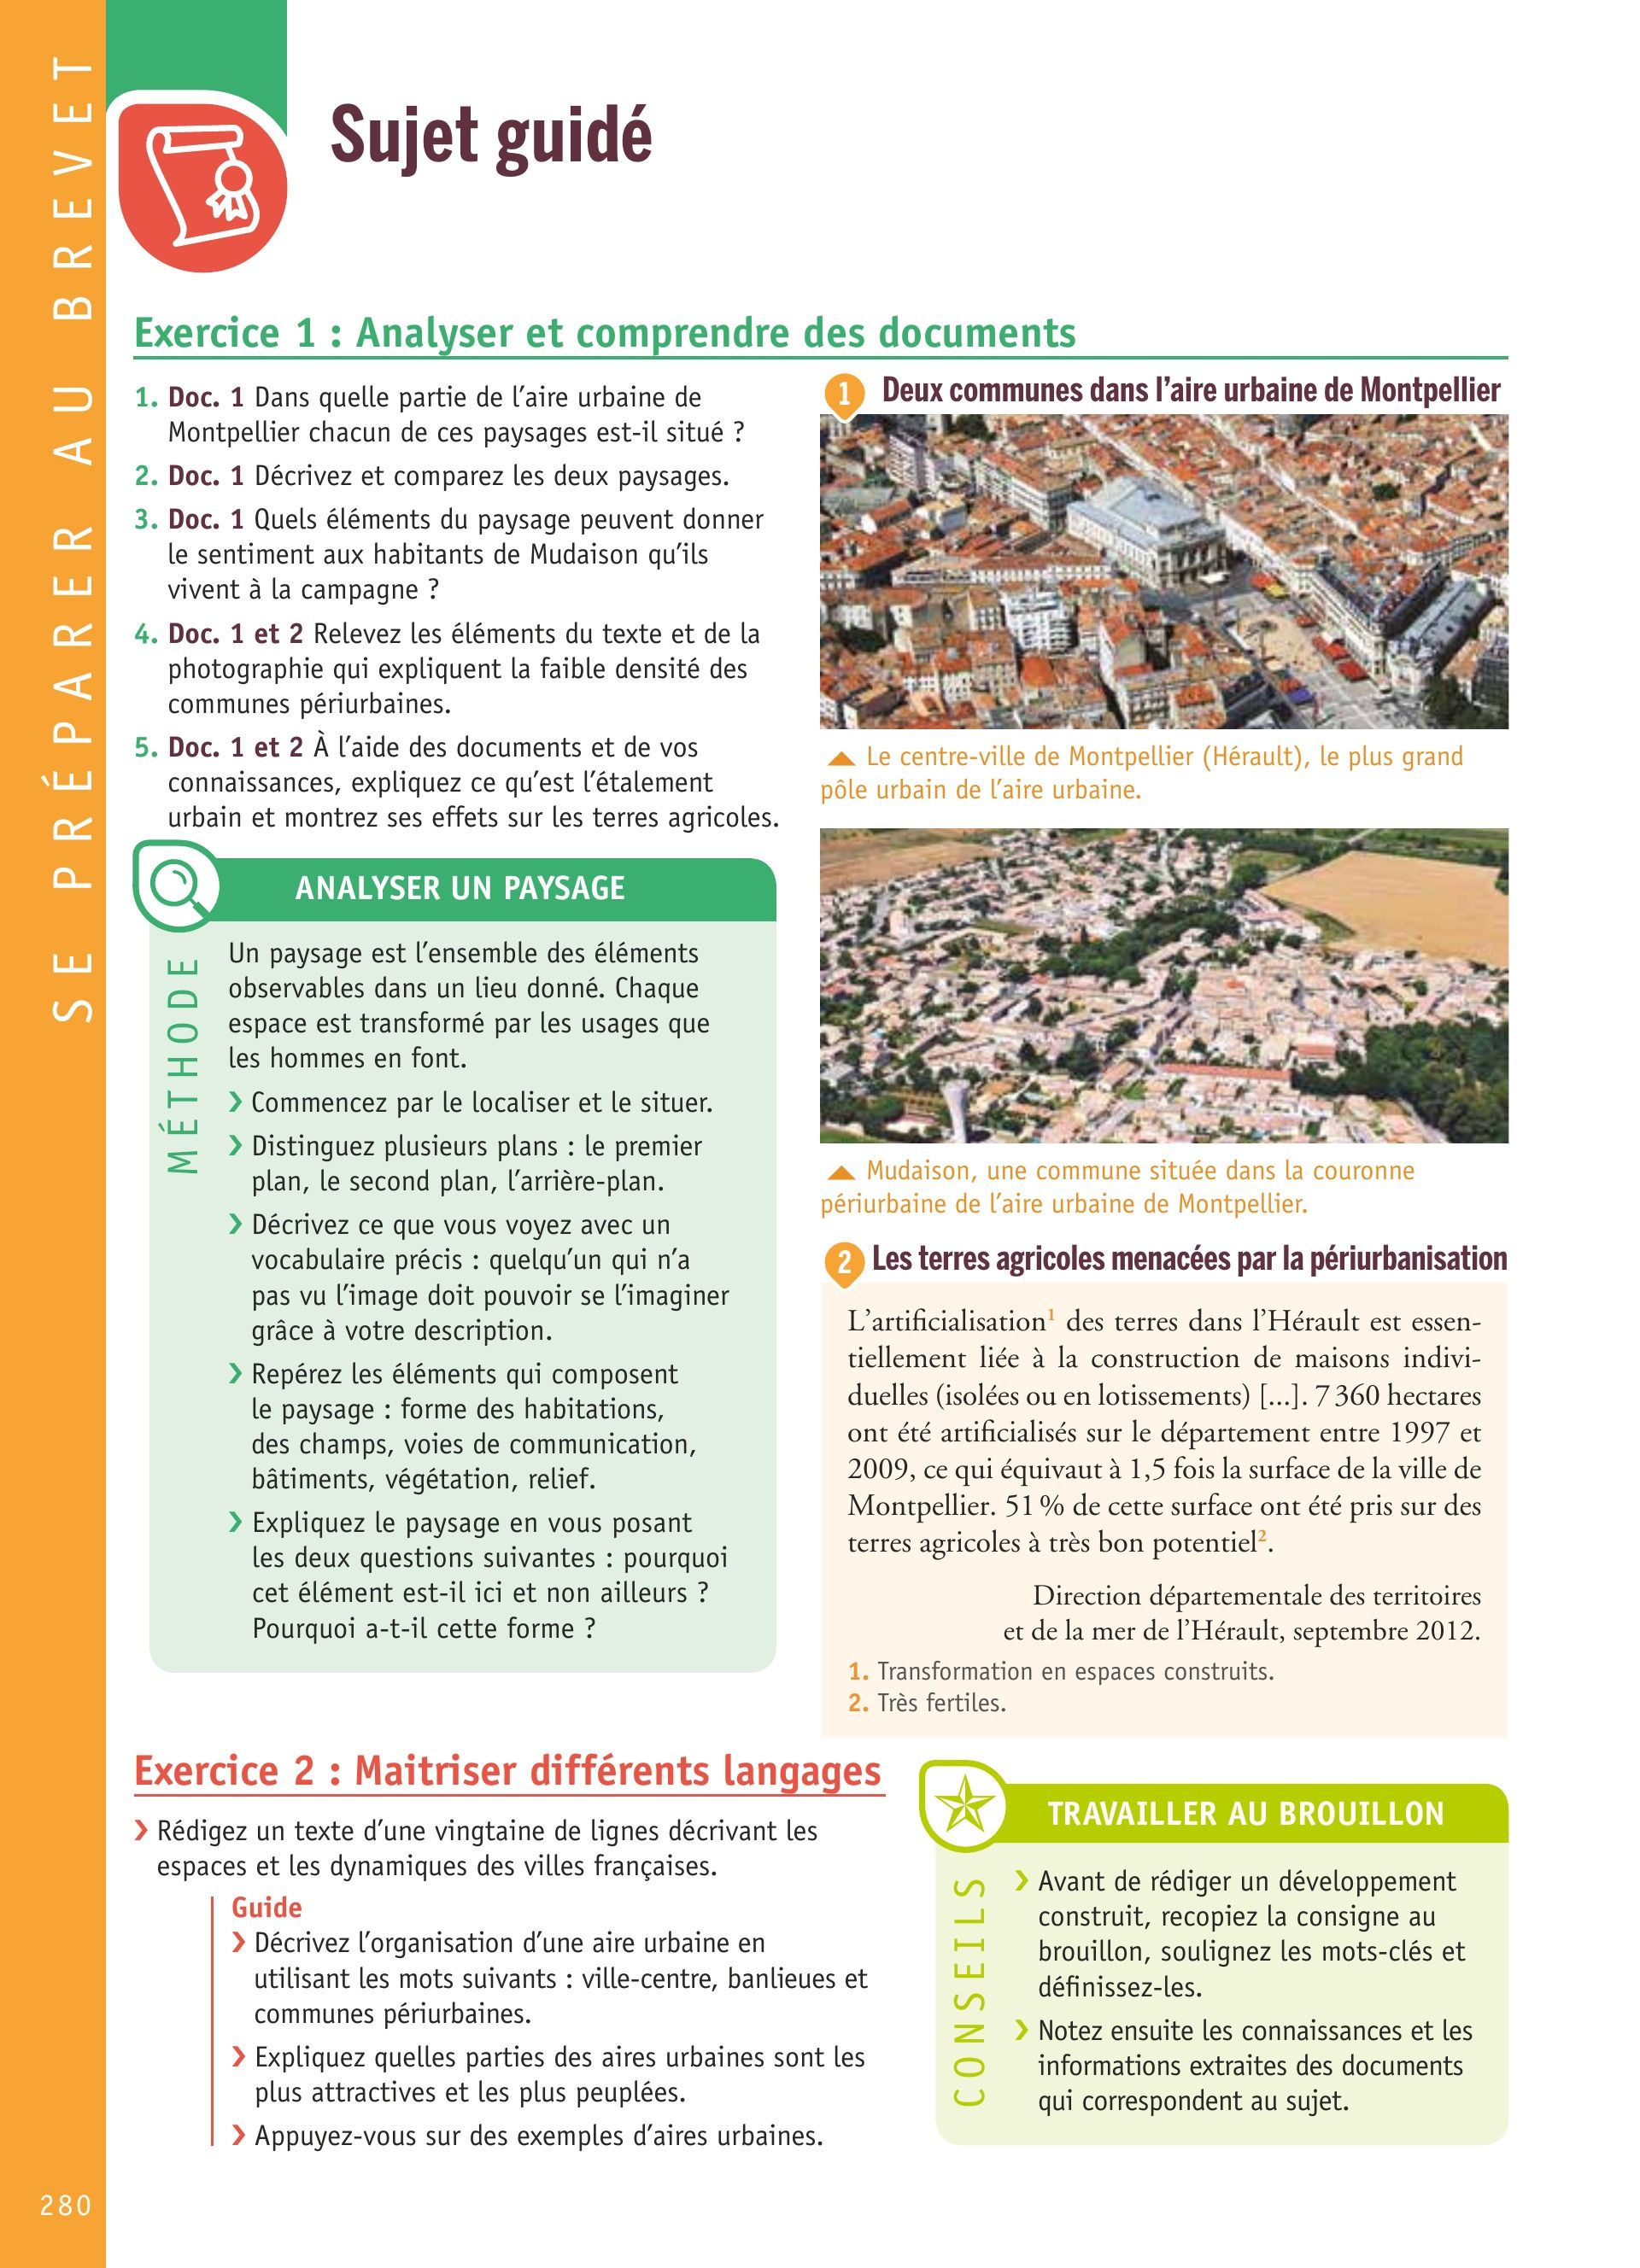 SE PRÉPARER AU BREVET
Sujet guidé
Exercice 1 : Analyser et comprendre des documents
1. Doc. 1 Dans quelle partie de l'aire urbaine de
Montpellier chacun de ces paysages est-il situé ?
2. Doc. 1 Décrivez et comparez les deux paysages.
3. Doc. 1 Quels éléments du paysage peuvent donner
le sentiment aux habitants de Mudaison qu'ils
vivent à la campagne ?
4. Doc. 1 et 2 Relevez les éléments du texte et de la
photographie qui expliquent la faible densité des
communes périurbaines.
5. Doc. 1 et 2 À l'aide des documents et de vos
connaissances, expliquez ce qu'est l'étalement
urbain et montrez ses effets sur les terres agricoles.
MÉTHODE
ANALYSER UN PAYSAGE
Un paysage est l'ensemble des éléments
observables dans un lieu donné. Chaque
espace est transformé par les usages que
les hommes en font.
❯ Commencez par le localiser et le situer.
❯ Distinguez plusieurs plans : le premier
plan, le second plan, l'arrière-plan.
❯ Décrivez ce que vous voyez avec un
vocabulaire précis : quelqu'un qui n'a
pas vu l'image doit pouvoir se l'imaginer
grâce à votre description.
❯ Repérez les éléments qui composent
le paysage : forme des habitations,
des champs, voies de communication,
bâtiments, végétation, relief.
❯ Expliquez le paysage en vous posant
les deux questions suivantes : pourquoi
cet élément est-il ici et non ailleurs ?
Pourquoi a-t-il cette forme ?
1 Deux communes dans l'aire urbaine de Montpellier
▲ Le centre-ville de Montpellier (Hérault), le plus grand
pôle urbain de l'aire urbaine.
▲ Mudaison, une commune située dans la couronne
périurbaine de l'aire urbaine de Montpellier.
2 Les terres agricoles menacées par la périurbanisation
L'artificialisation1 des terres dans l'Hérault est essen-
tiellement liée à la construction de maisons indivi-
duelles (isolées ou en lotissements) [...]. 7 360 hectares
ont été artificialisés sur le département entre 1997 et
2009, ce qui équivaut à 1,5 fois la surface de la ville de
Montpellier. 51 % de cette surface ont été pris sur des
terres agricoles à très bon potentiel2.
Direction départementale des territoires
et de la mer de l'Hérault, septembre 2012.
1. Transformation en espaces construits.
2. Très fertiles.
Exercice 2 : Maitriser différents langages
❯ Rédigez un texte d'une vingtaine de lignes décrivant les
espaces et les dynamiques des villes françaises.
Guide
❯ Décrivez l'organisation d'une aire urbaine en
utilisant les mots suivants : ville-centre, banlieues et
communes périurbaines.
❯ Expliquez quelles parties des aires urbaines sont les
plus attractives et les plus peuplées.
❯ Appuyez-vous sur des exemples d'aires urbaines.
CONSEILS
TRAVAILLER AU BROUILLON
❯ Avant de rédiger un développement
construit, recopiez la consigne au
brouillon, soulignez les mots-clés et
définissez-les.
❯ Notez ensuite les connaissances et les
informations extraites des documents
qui correspondent au sujet.
280